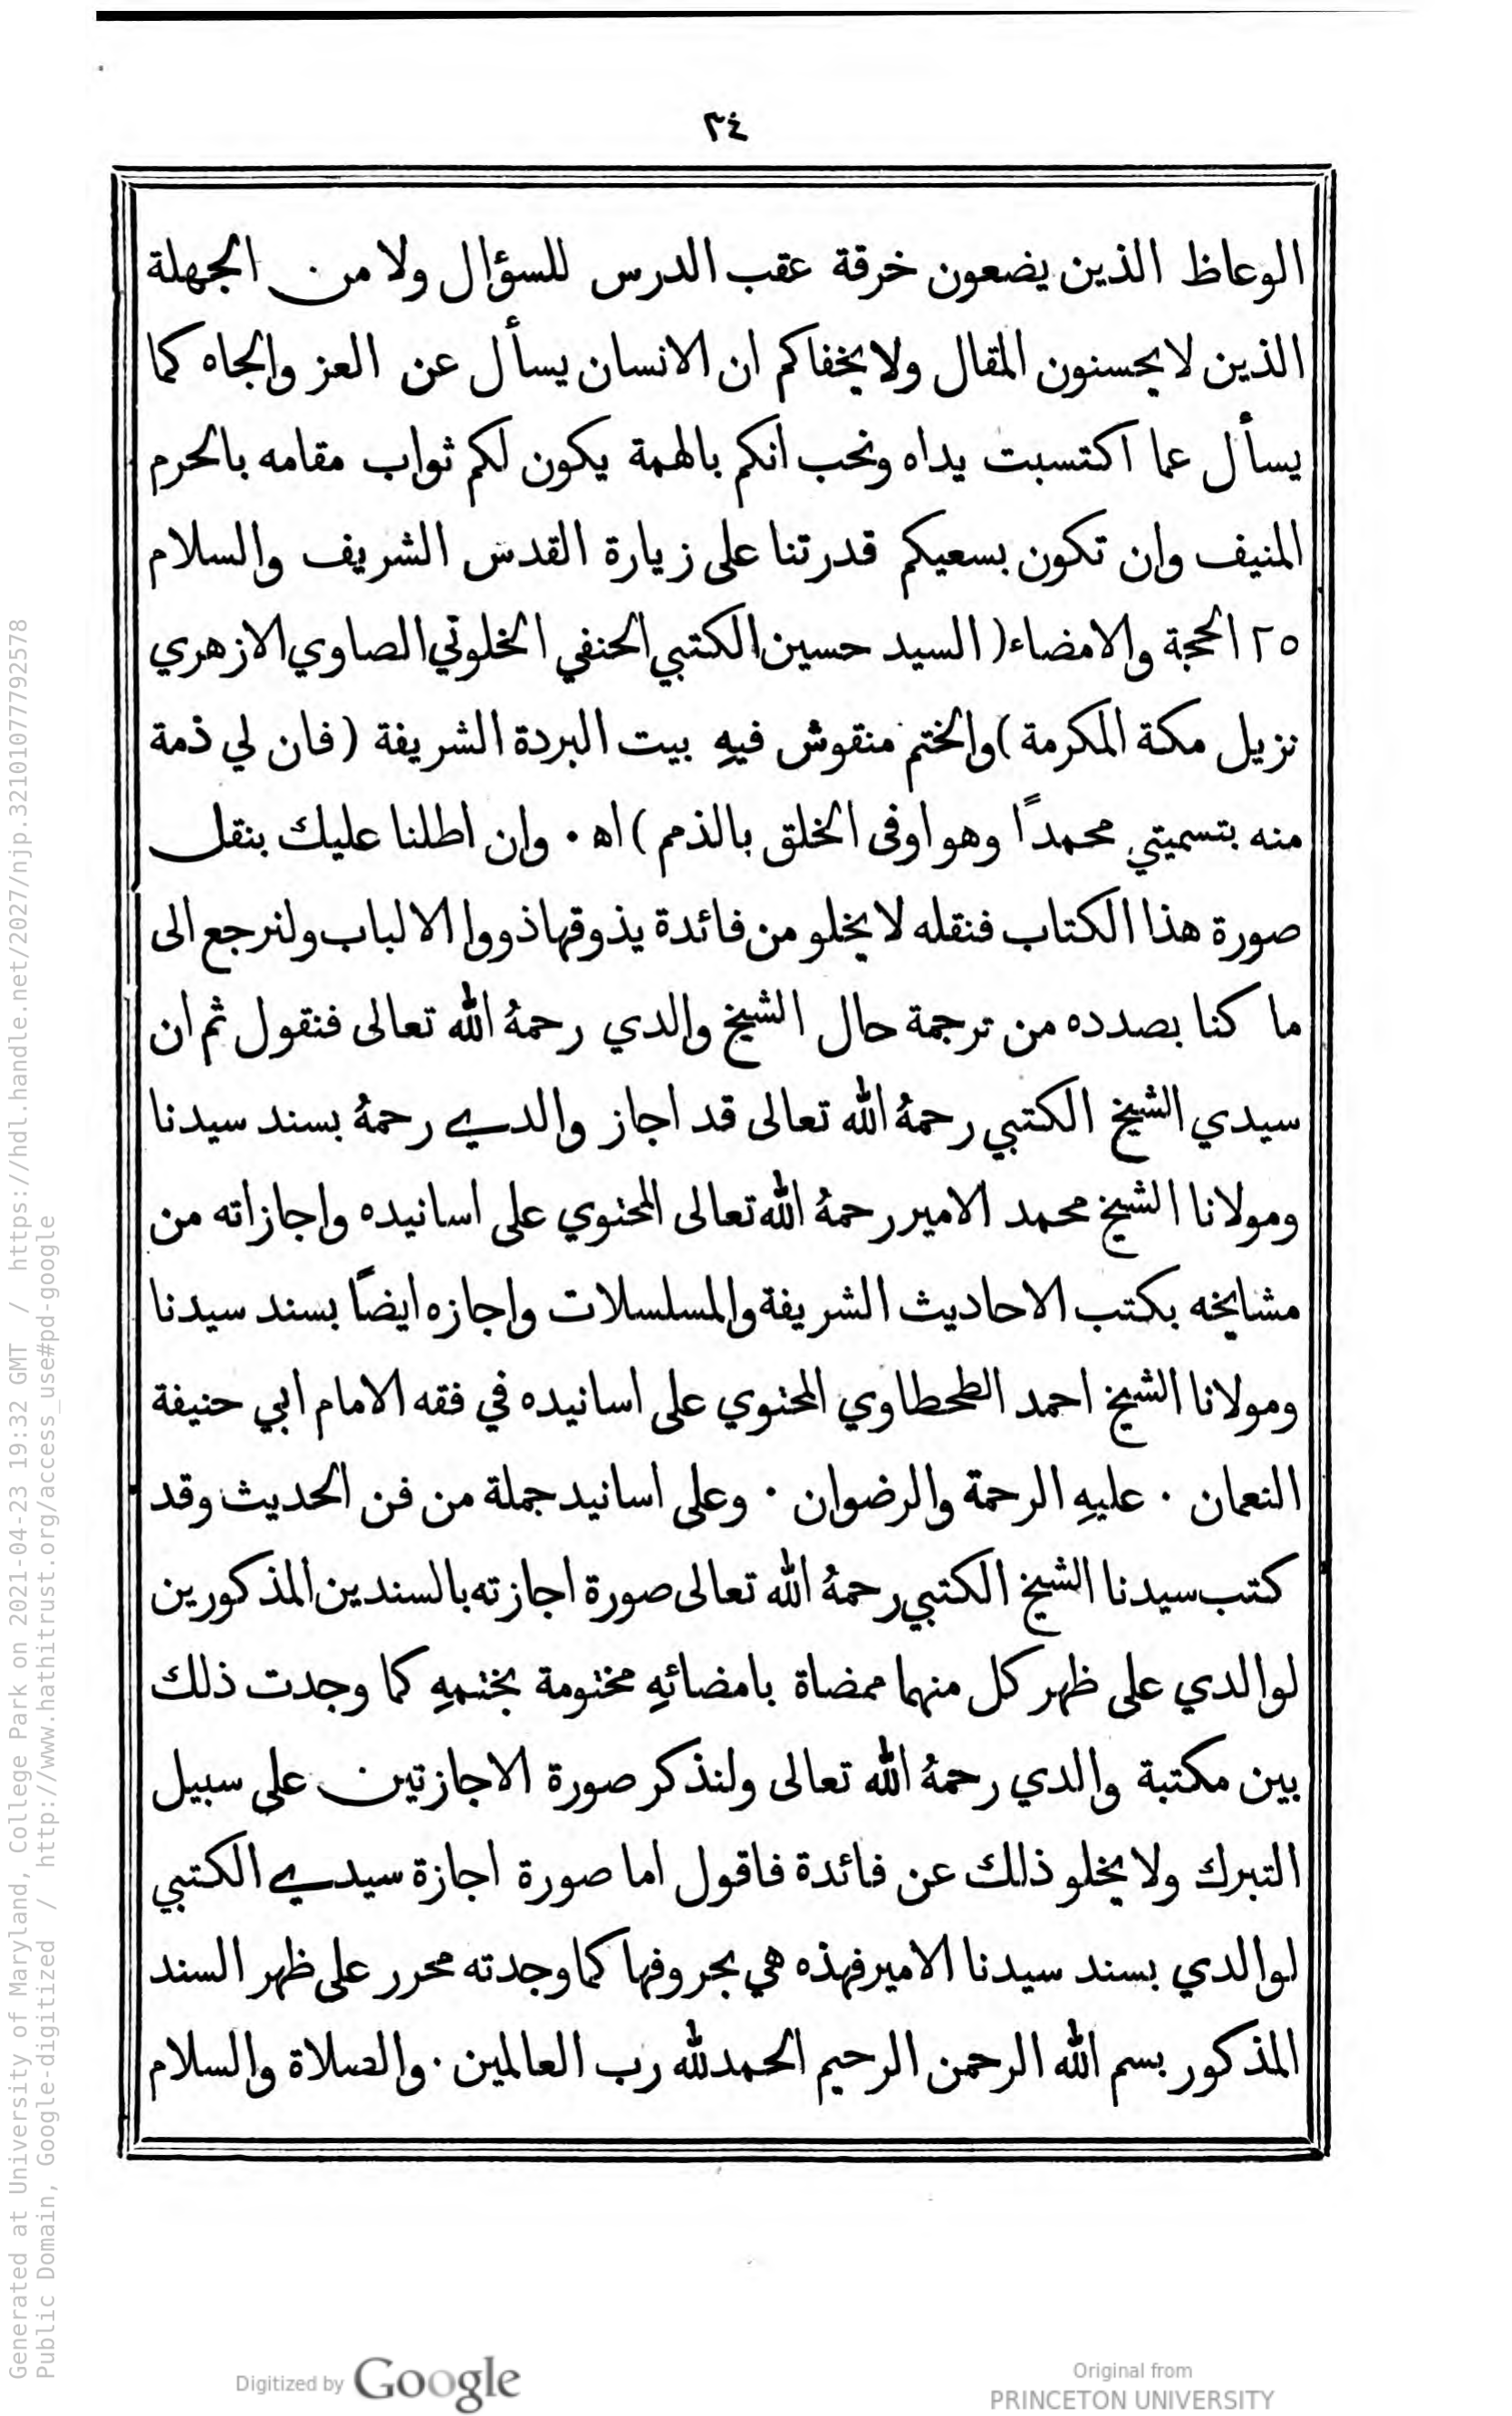 ٣٤
الوعاظ الذين يضعون خرقة عقب الدرس للسؤال ولا من الجهلة
الذين لا يحسنون المقال ولا يخفاكم ان الانسان يسأل عن العز والجاه كما
يسأل عما اكتسبت يداه ونحب انكم بالهمة يكون لكم ثواب مقامه بالحرم
المنيف وان تكون بسعيكم قدرتنا على زيارة القدس الشريف والسلام
٢٥ الحجة والامضاء( السيد حسين الكتبي الحنفي الخلوتي الصاوي الازهري
نزيل مكة المكرمة )والختم منقوش فيهِ بيت البردة الشريفة (فان لي ذمة
منه بتسميتي محمدًا وهو اوفى الخلق بالذمم ) اه ٠ وان اطلنا عليك بنقل
صورة هذا الكتاب فنقله لا يخلو من فائدة يذوقها ذووا الالباب ولنرجع الى
ما كنا بصدده من ترجمة حال الشيخ والدي رحمهُ الله تعالى فنقول ثم ان
سيدي الشيخ الكتبي رحمهُ الله تعالى قد اجاز والدي رحمهُ بسند سيدنا
ومولانا الشيخ محمد الامير رحمهُ الله تعالى المحتوي على اسانيده واجازاته من
مشايخه بكتب الاحاديث الشريفة والمسلسلات واجازه ايضًا بسند سيدنا
ومولانا الشيخ احمد الطحطاوي المحتوي على اسانيده في فقه الامام ابي حنيفة
النعمان ٠ عليهِ الرحمة والرضوان ٠ وعلى اسانيد جملة من فن الحديث وقد
كتب سيدنا الشيخ الكتبي رحمهُ الله تعالى صورة اجازته بالسندين المذكورين
لوالدي على ظهر كل منهما ممضاة بامضائهِ مختومة بختمهِ كما وجدت ذلك
بين مكتبة والدي رحمهُ الله تعالى ولنذكر صورة الاجازتين على سبيل
التبرك ولا يخلو ذلك عن فائدة فاقول اما صورة اجازة سيدي الكتبي
لوالدي بسند سيدنا الامير فهذه هي بحروفها كما وجدته محرر على ظهر السند
المذكور بسم الله الرحمن الرحيم الحمد لله رب العالمين ٠ والصلاة والسلام
Generated at University of Maryland, College Park on 2021-04-23 19:32 GMT / https://hdl.handle.net/2027/njp.32101077792578
Public Domain, Google-digitized / http://www.hathitrust.org/access_use#pd-google
Digitized by Google
Original from
PRINCETON UNIVERSITY